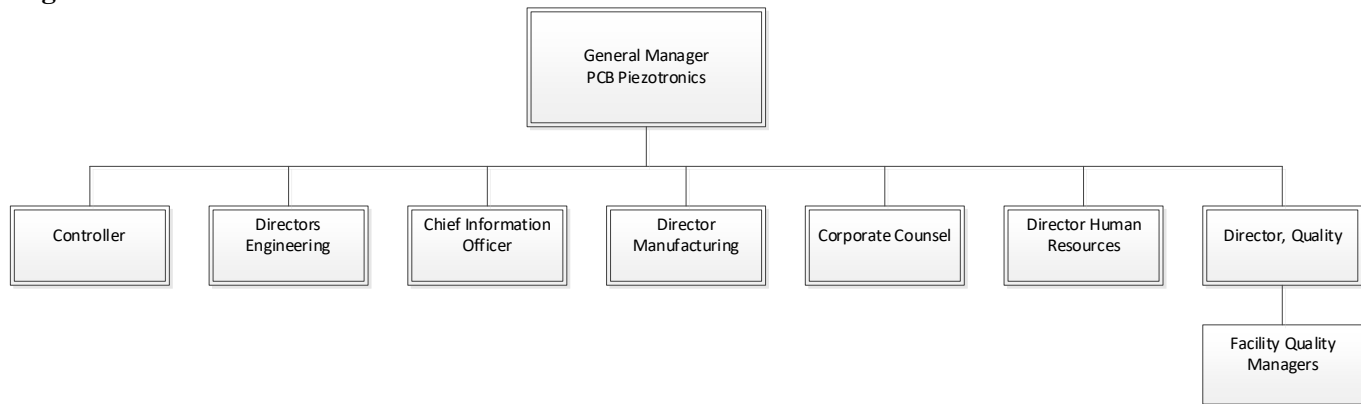 General Manager
PCB Piezotronics
Controller
Directors
Engineering
Chief Information
Officer
Director
Manufacturing
Corporate Counsel
Director Human
Resources
Director, Quality
Facility Quality
Managers